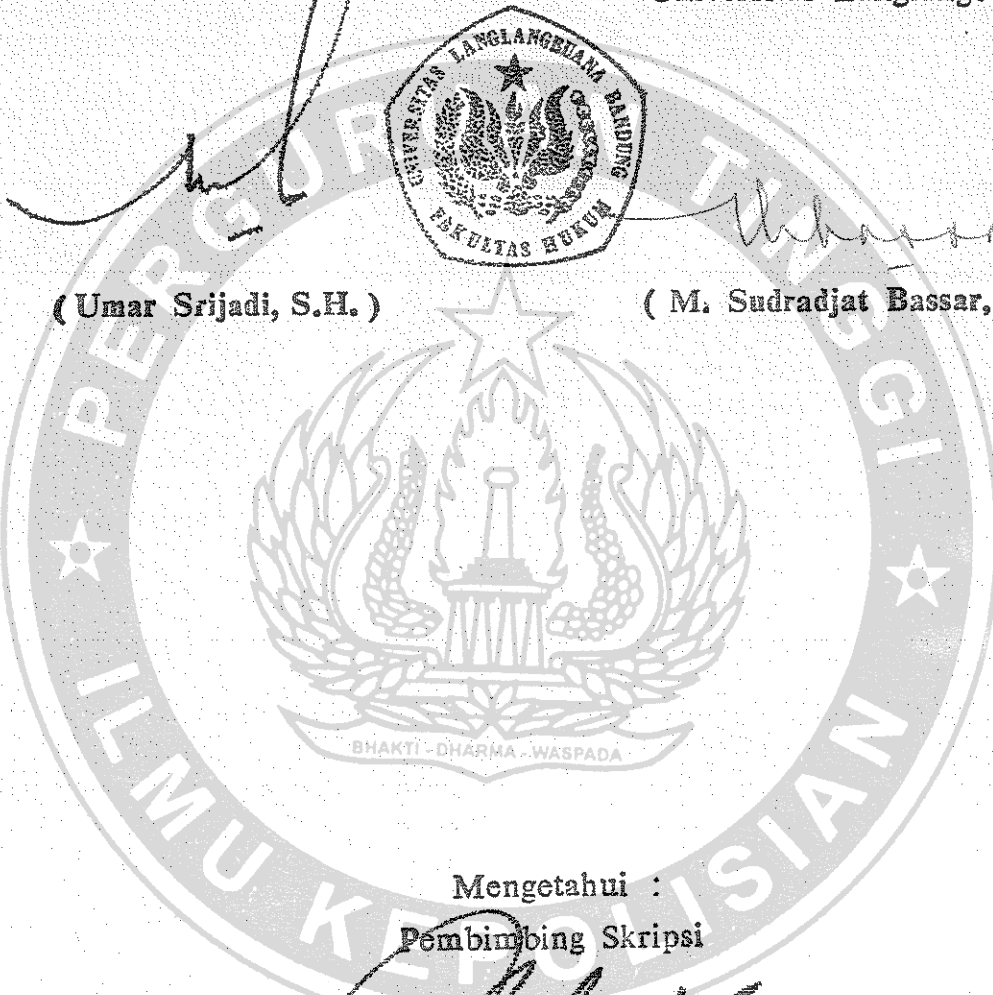 UNIVERSITAS LANGLANGBUANA BANDUNG
FAKULTAS HUKUM
( Umar Srijadi, S.H. )
( M. Sudradjat Bassar,
PERGURUAN TINGGI
ILMU KEPOLISIAN
BHAKTI - DHARMA - WASPADA
Mengetahui :
Pembimbing Skripsi